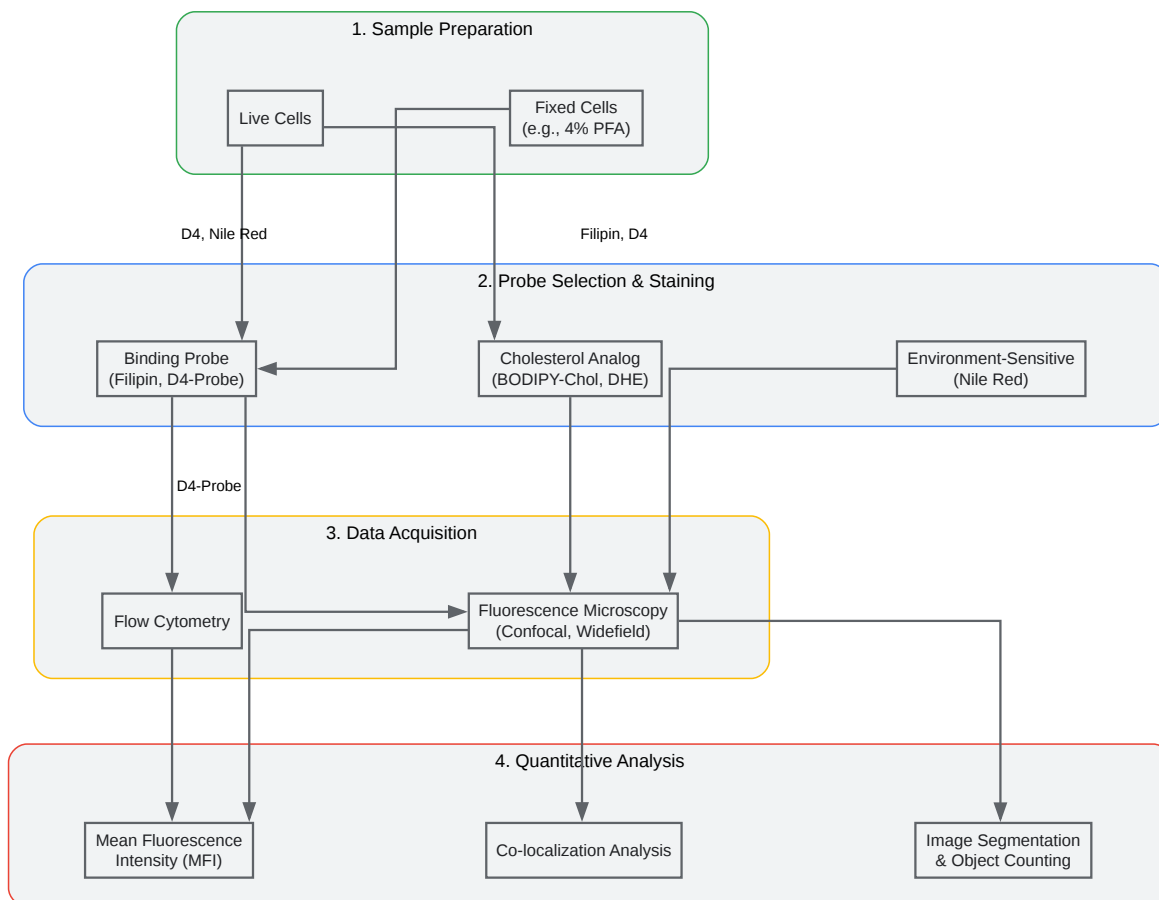 1. Sample Preparation
Live Cells
Fixed Cells
(e.g., 4% PFA)
D4, Nile Red
Filipin, D4
2. Probe Selection & Staining
Binding Probe
(Filipin, D4-Probe)
Cholesterol Analog
(BODIPY-Chol, DHE)
Environment-Sensitive
(Nile Red)
D4-Probe
3. Data Acquisition
Flow Cytometry
Fluorescence Microscopy
(Confocal, Widefield)
4. Quantitative Analysis
Mean Fluorescence
Intensity (MFI)
Co-localization Analysis
Image Segmentation
& Object Counting